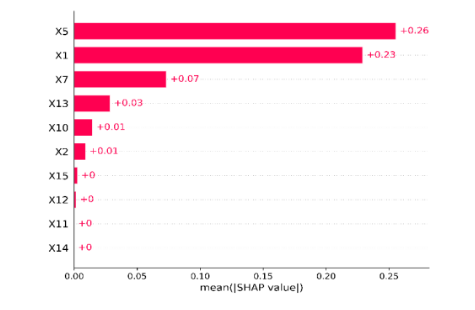 X5 +0.26
X1 +0.23
X7 +0.07
X13 +0.03
X10 +0.01
X2 +0.01
X15 +0
X12 +0
X11 +0
X14 +0
0.00 0.05 0.10 0.15 0.20 0.25
mean(|SHAP value|)